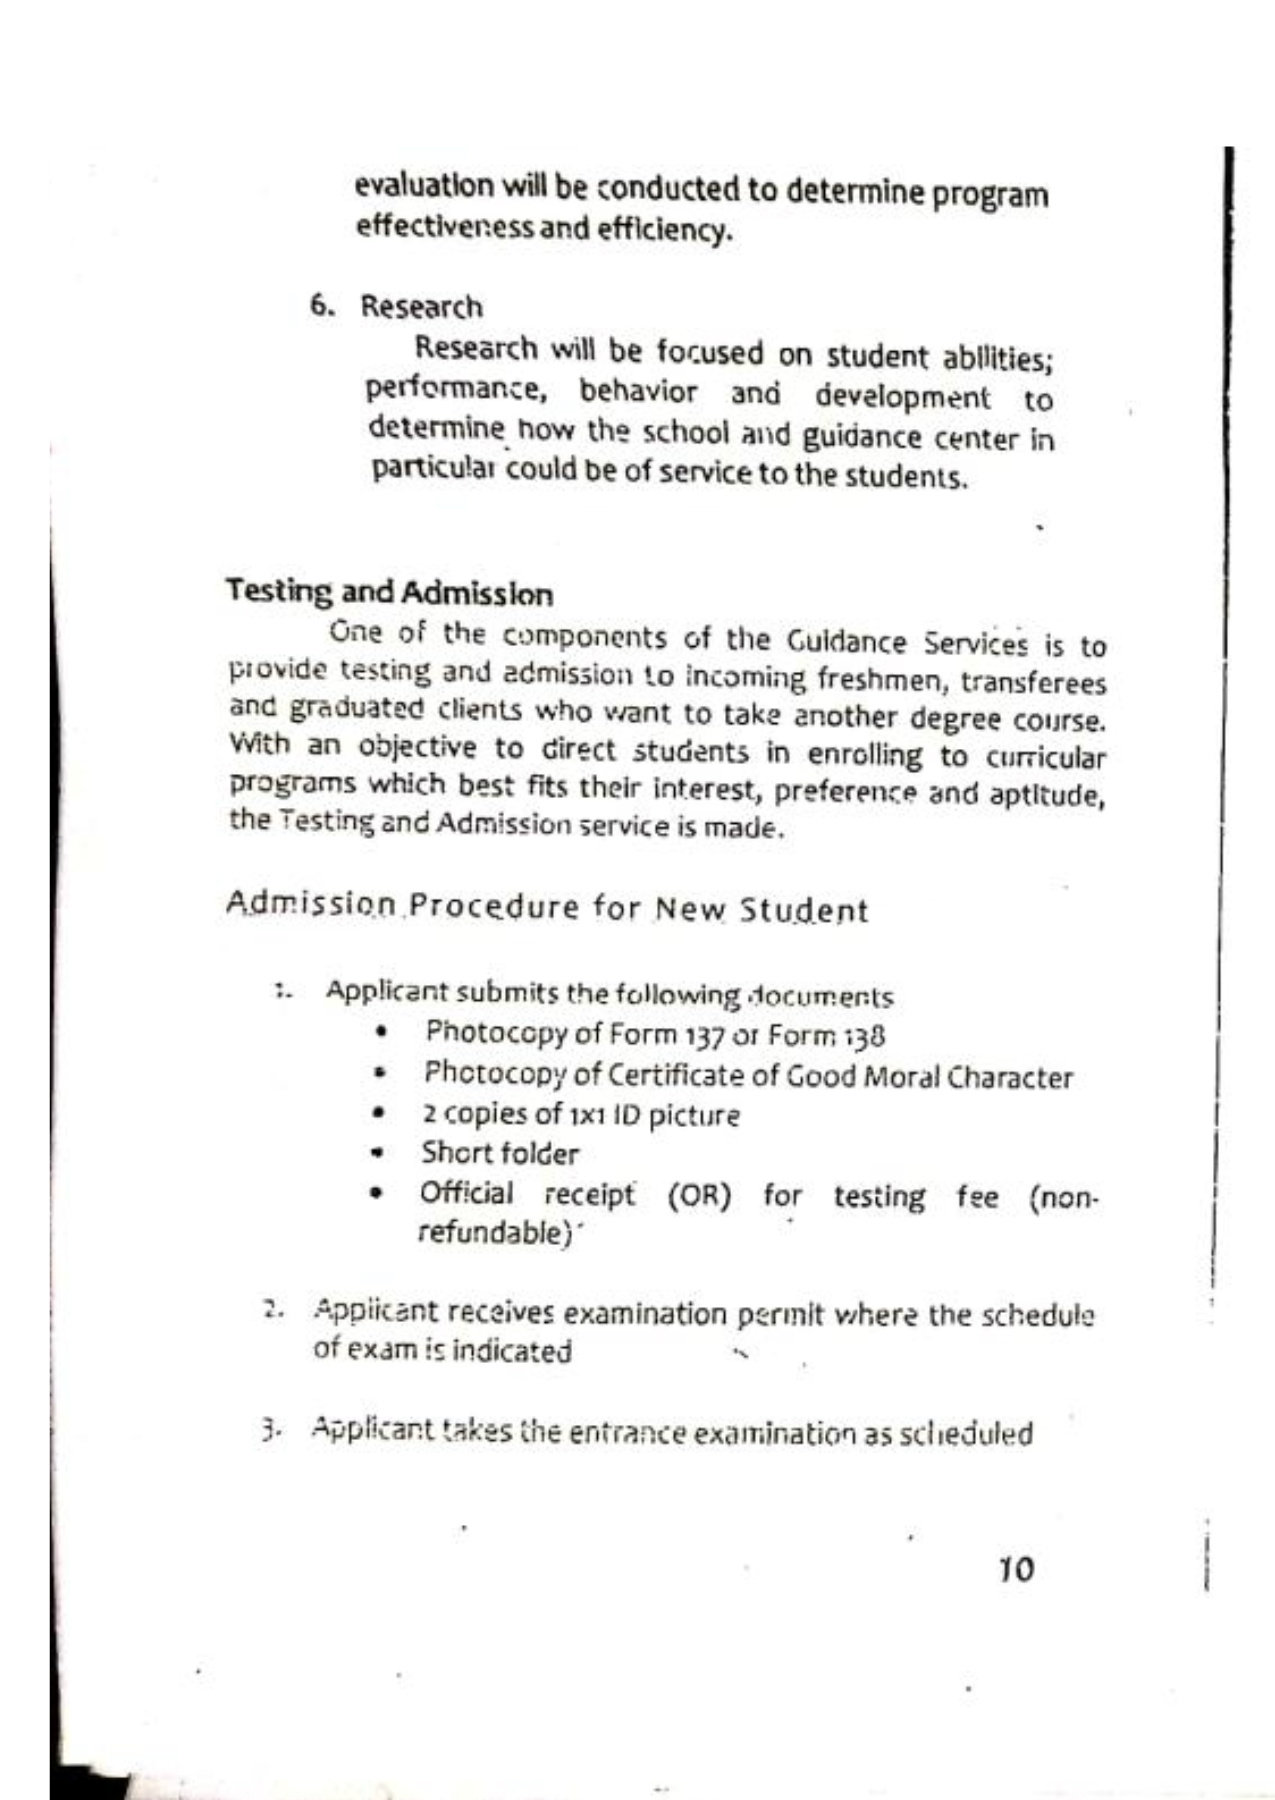 evaluation will be conducted to determine program
effectiveness and efficiency.
6. Research
Research will be focused on student abilities;
performance, behavior and development to
determine how the school and guidance center in
particular could be of service to the students.
Testing and Admission
One of the components of the Guidance Services is to
provide testing and admission to incoming freshmen, transferees
and graduated clients who want to take another degree course.
With an objective to direct students in enrolling to curricular
programs which best fits their interest, preference and aptitude,
the Testing and Admission service is made.
Admission Procedure for New Student
1. Applicant submits the following documents
• Photocopy of Form 137 or Form 138
• Photocopy of Certificate of Good Moral Character
• 2 copies of 1x1 ID picture
• Short folder
• Official receipt (OR) for testing fee (non-
refundable)
2. Applicant receives examination permit where the schedule
of exam is indicated
3. Applicant takes the entrance examination as scheduled
10